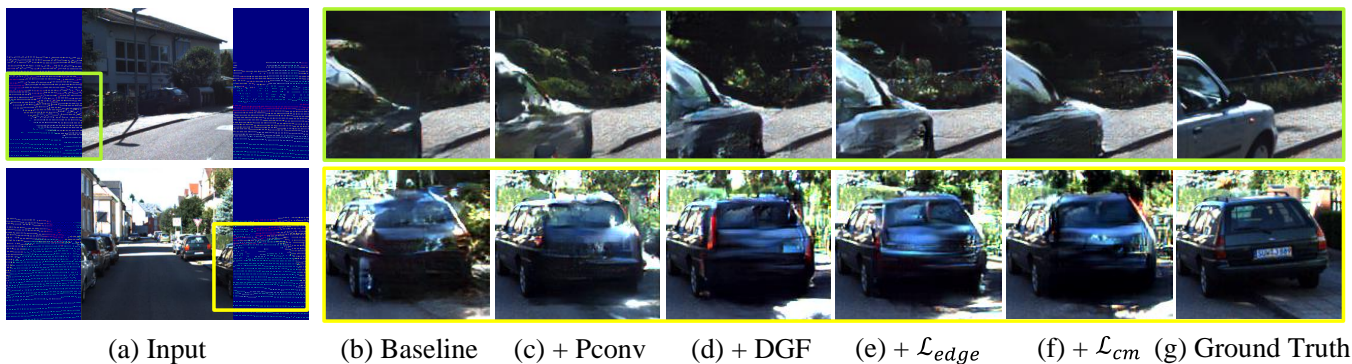 (a) Input (b) Baseline (c) + Pconv (d) + DGF (e) + ℒ_edge (f) + ℒ_cm (g) Ground Truth